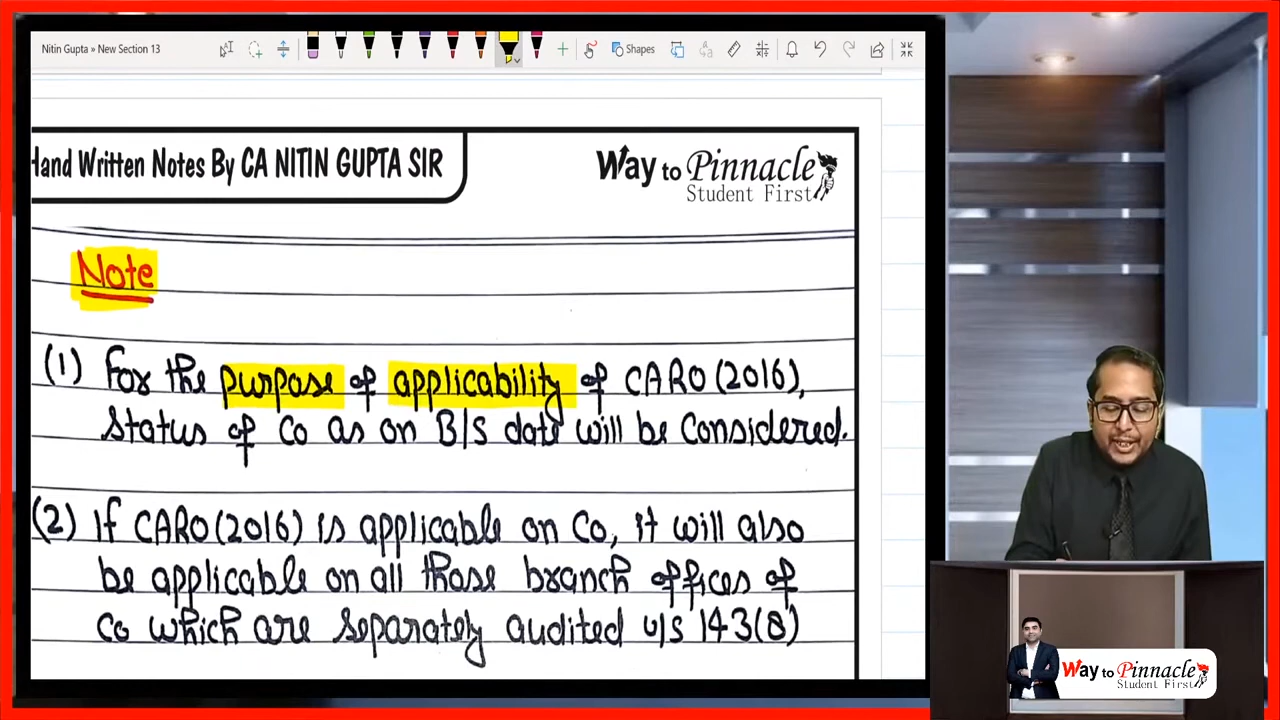 Nitin Gupta » New Section 13
Shapes
Hand Written Notes By CA NITIN GUPTA SIR
Way to Pinnacle
Student First
Note
(1) For the purpose of applicability of CARO (2016),
Status of Co as on B/S date will be Considered.
(2) If CARO (2016) is applicable on Co, it will also
be applicable on all those branch offices of
Co which are separately audited u/s 143(8)
Way to Pinnacle
Student First